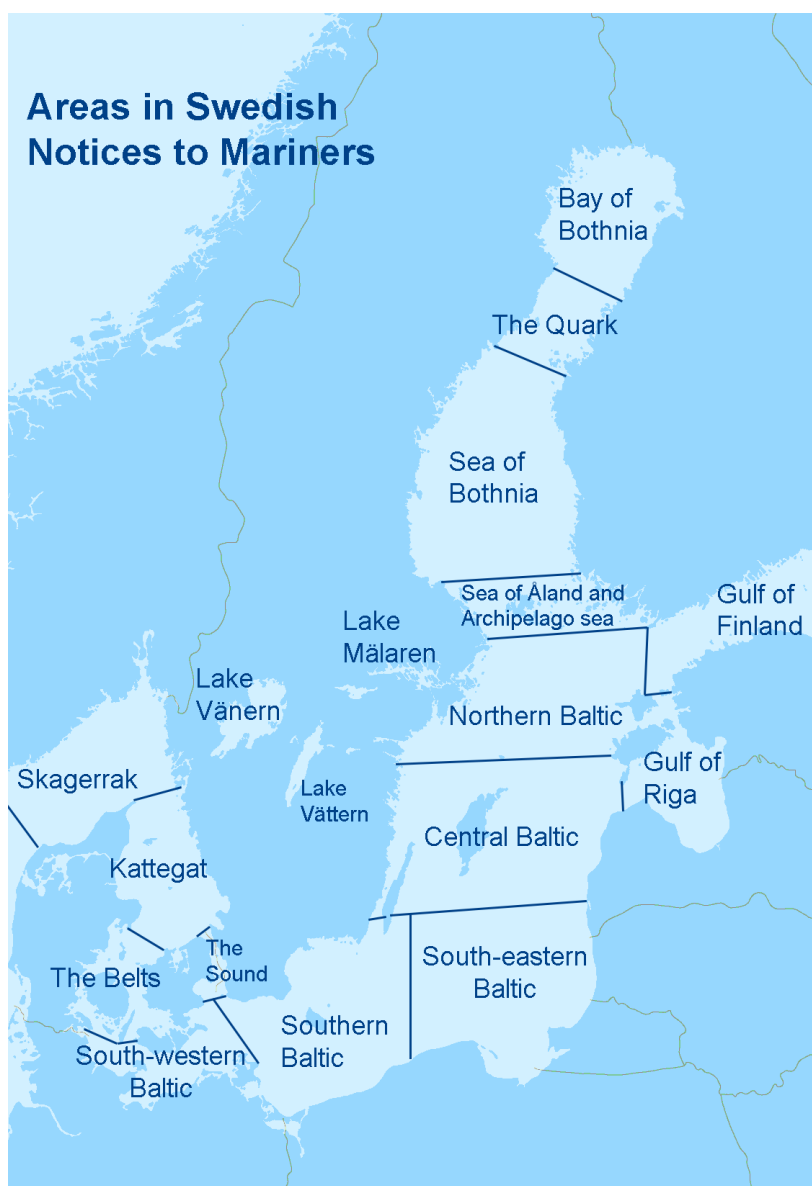 Areas in Swedish
Notices to Mariners
Bay of
Bothnia
The Quark
Sea of
Bothnia
Sea of Åland and
Archipelago sea
Gulf of
Finland
Lake
Mälaren
Lake
Vänern
Northern Baltic
Skagerrak
Lake
Vättern
Gulf of
Riga
Central Baltic
Kattegat
The
Sound
The Belts
South-eastern
Baltic
Southern
Baltic
South-western
Baltic